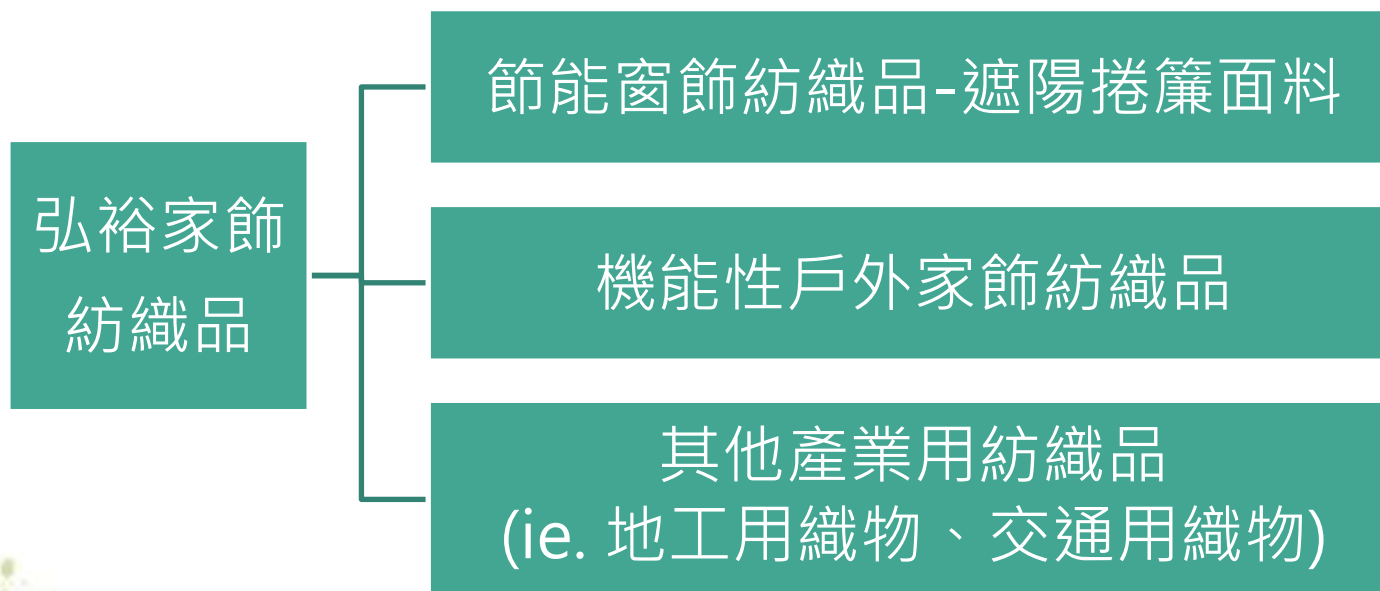 弘裕家飾
紡織品
節能窗飾紡織品-遮陽捲簾面料
機能性戶外家飾紡織品
其他產業用紡織品
(ie. 地工用織物、交通用織物)